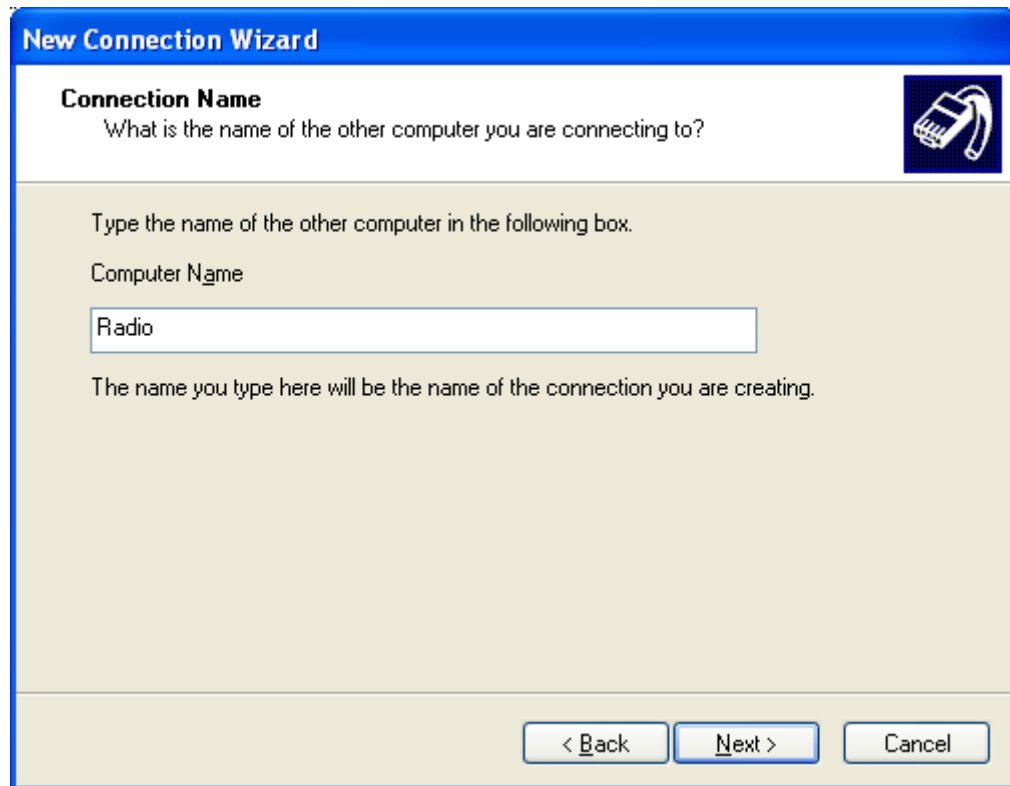 New Connection Wizard
Connection Name
What is the name of the other computer you are connecting to?
Type the name of the other computer in the following box.
Computer Name
Radio
The name you type here will be the name of the connection you are creating.
< Back Next > Cancel